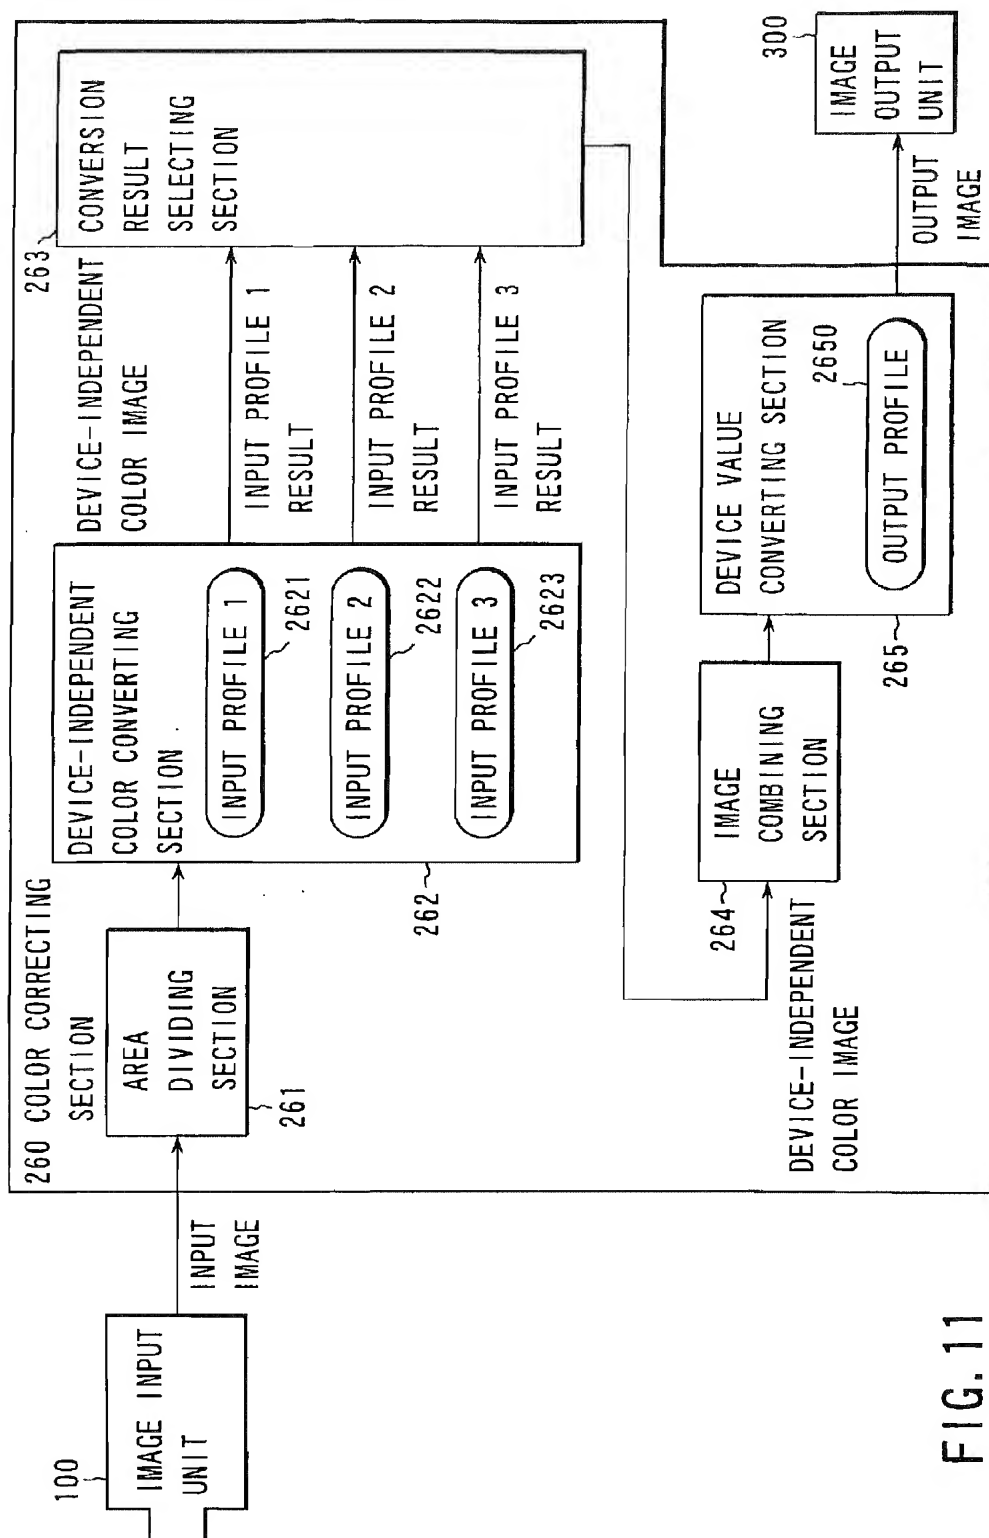 100
IMAGE INPUT
UNIT
INPUT
IMAGE
260 COLOR CORRECTING
SECTION
AREA
DIVIDING
SECTION
261
DEVICE-INDEPENDENT
COLOR CONVERTING
SECTION
INPUT PROFILE 1
2621
INPUT PROFILE 2
2622
INPUT PROFILE 3
2623
262
DEVICE-INDEPENDENT
COLOR IMAGE
INPUT PROFILE 1
RESULT
INPUT PROFILE 2
RESULT
INPUT PROFILE 3
RESULT
263
CONVERSION
RESULT
SELECTING
SECTION
DEVICE-INDEPENDENT
COLOR IMAGE
264
IMAGE
COMBINING
SECTION
265
DEVICE VALUE
CONVERTING SECTION
2650
OUTPUT PROFILE
OUTPUT
IMAGE
300
IMAGE
OUTPUT
UNIT
FIG. 11